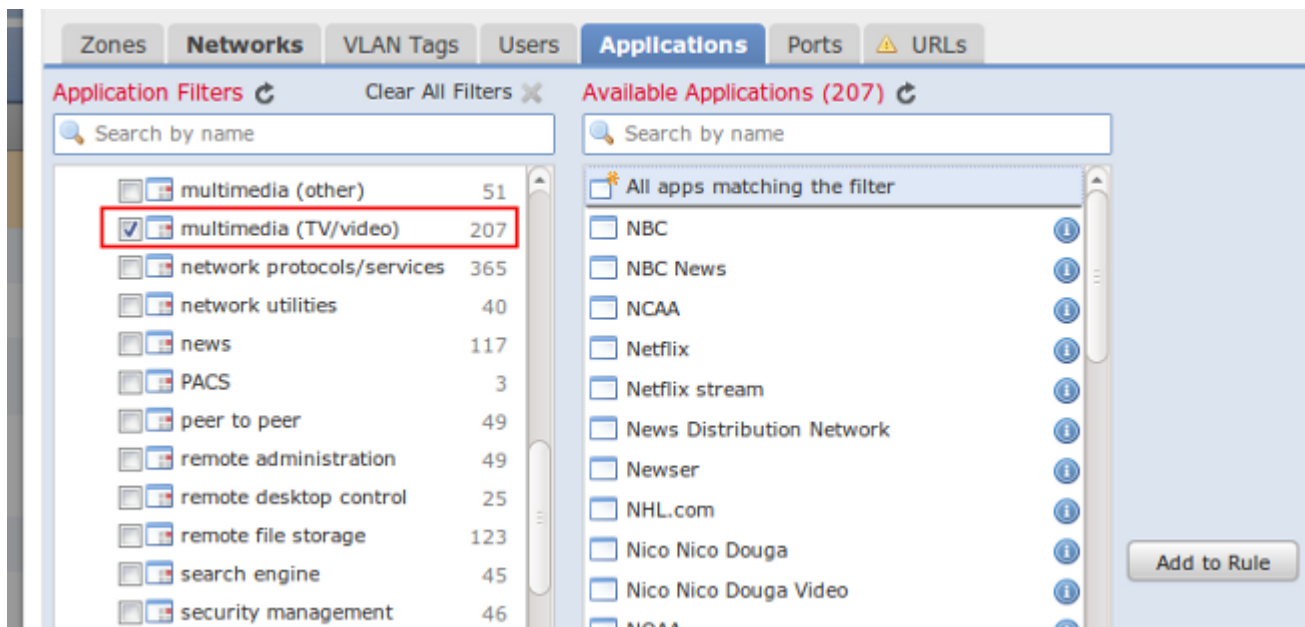 Zones Networks VLAN Tags Users Applications Ports URLs
Application Filters Clear All Filters
Search by name
multimedia (other) 51
multimedia (TV/video) 207
network protocols/services 365
network utilities 40
news 117
PACS 3
peer to peer 49
remote administration 49
remote desktop control 25
remote file storage 123
search engine 45
security management 46
Available Applications (207)
Search by name
All apps matching the filter
NBC
NBC News
NCAA
Netflix
Netflix stream
News Distribution Network
Newser
NHL.com
Nico Nico Douga
Nico Nico Douga Video
Add to Rule